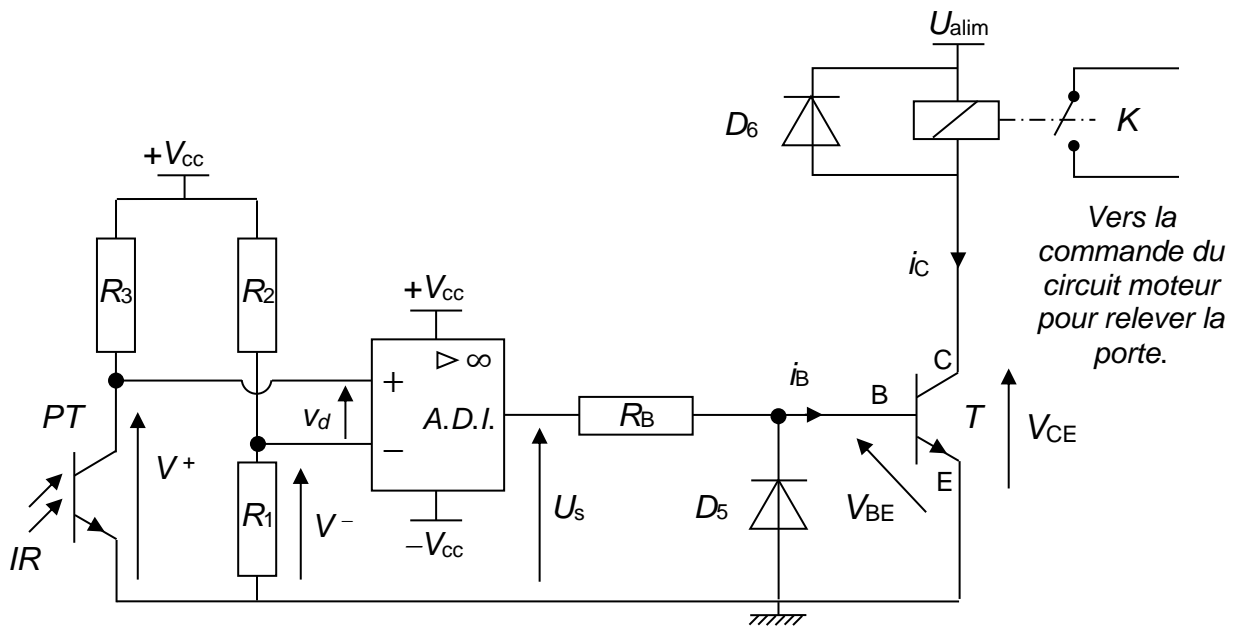 Ualim
D6
K
+Vcc
Vers la
commande du
circuit moteur
pour relever la
porte.
iC
R3
R2
+Vcc
▷ ∞
+
−
A.D.I.
iB
B
C
E
T
VCE
PT
vd
RB
V+
V−
R1
Us
D5
VBE
IR
−Vcc